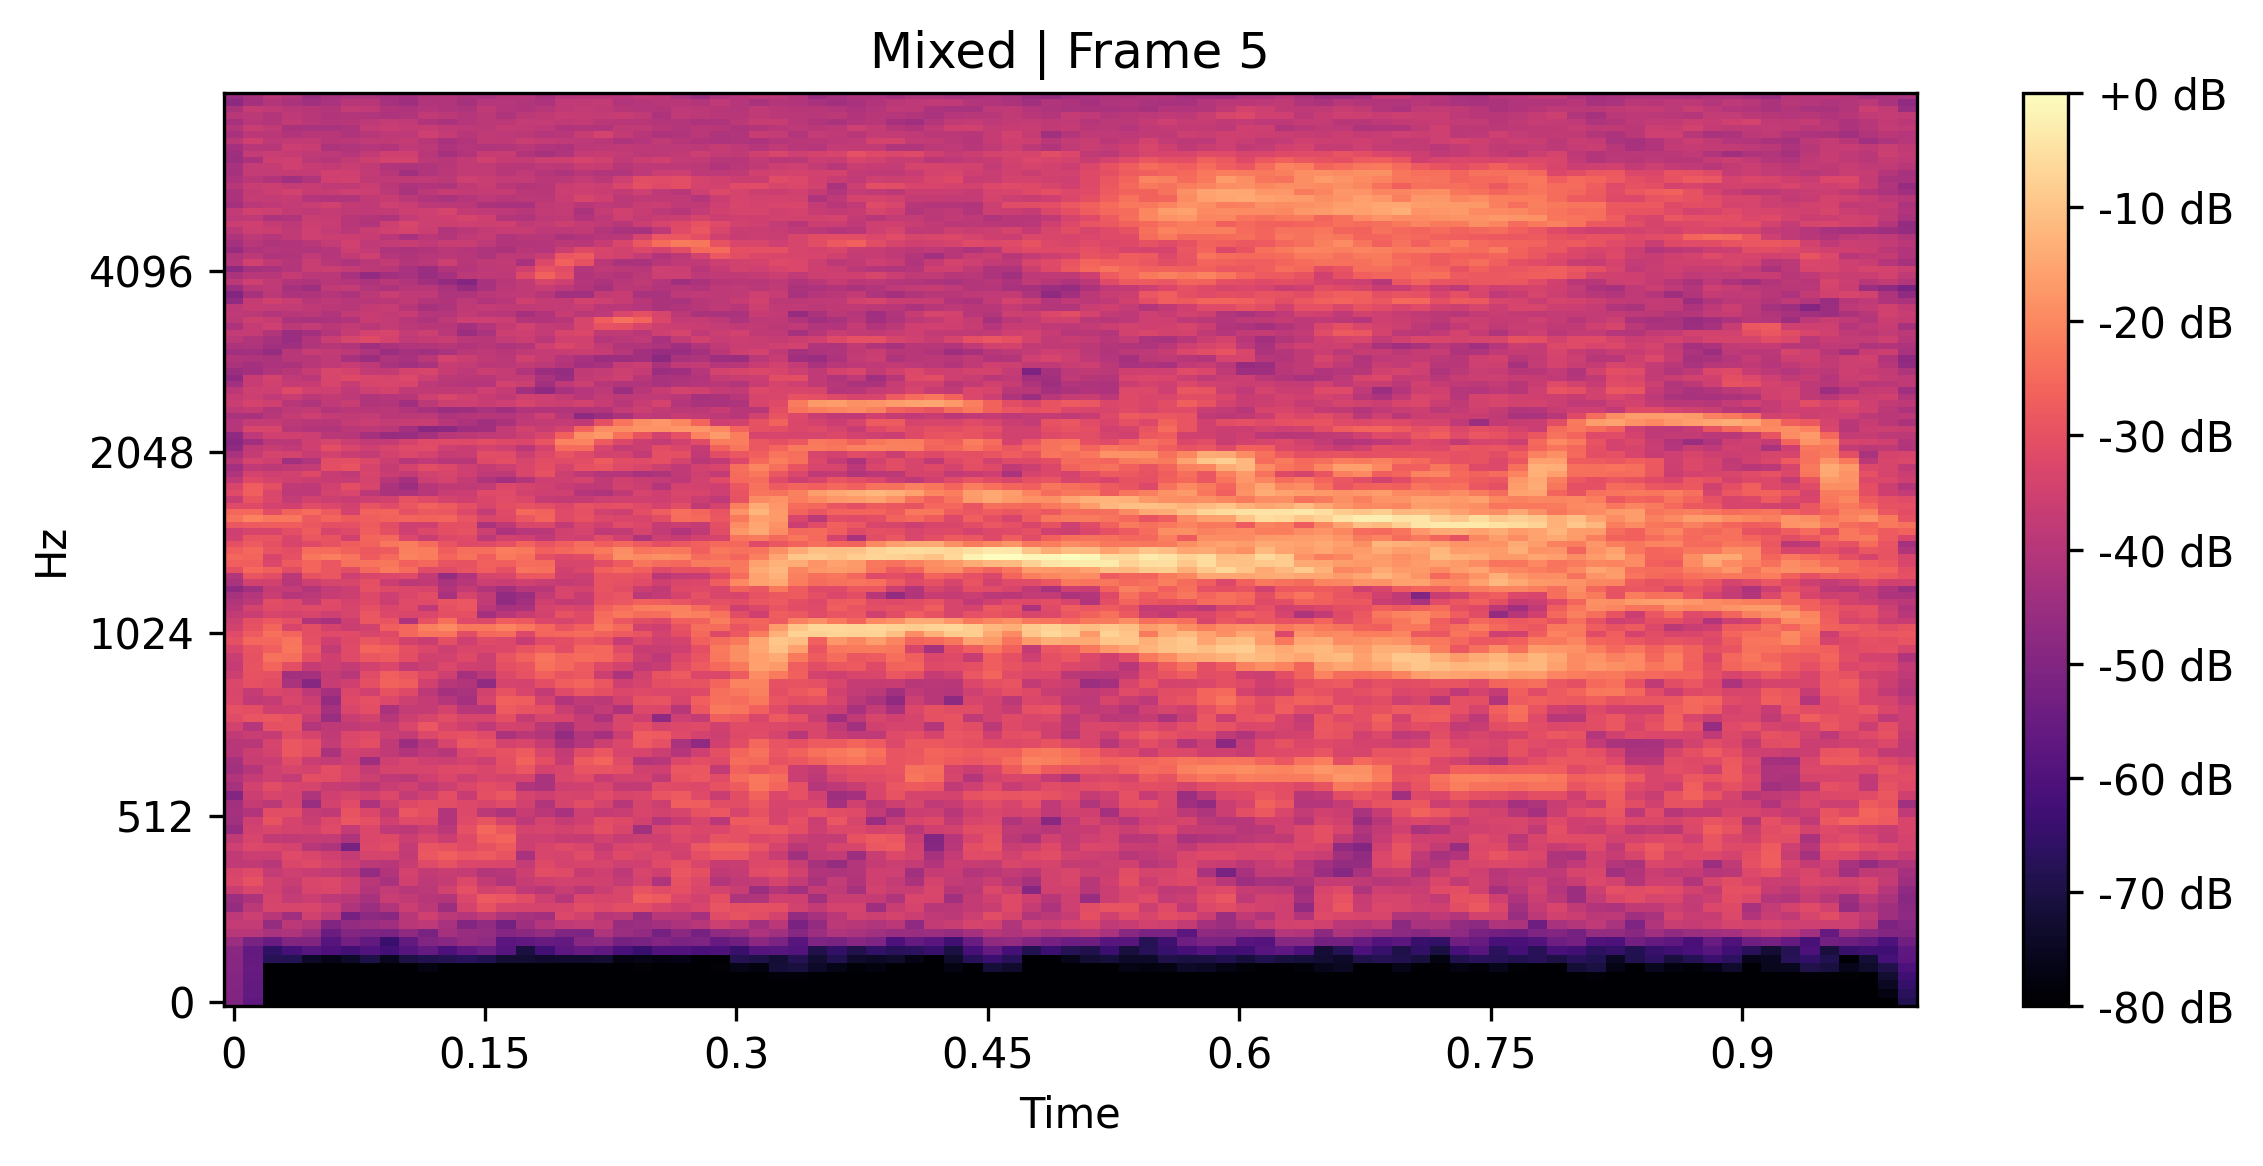 Mixed | Frame 5
Hz
4096
2048
1024
512
0
0 0.15 0.3 0.45 0.6 0.75 0.9
Time
+0 dB
-10 dB
-20 dB
-30 dB
-40 dB
-50 dB
-60 dB
-70 dB
-80 dB